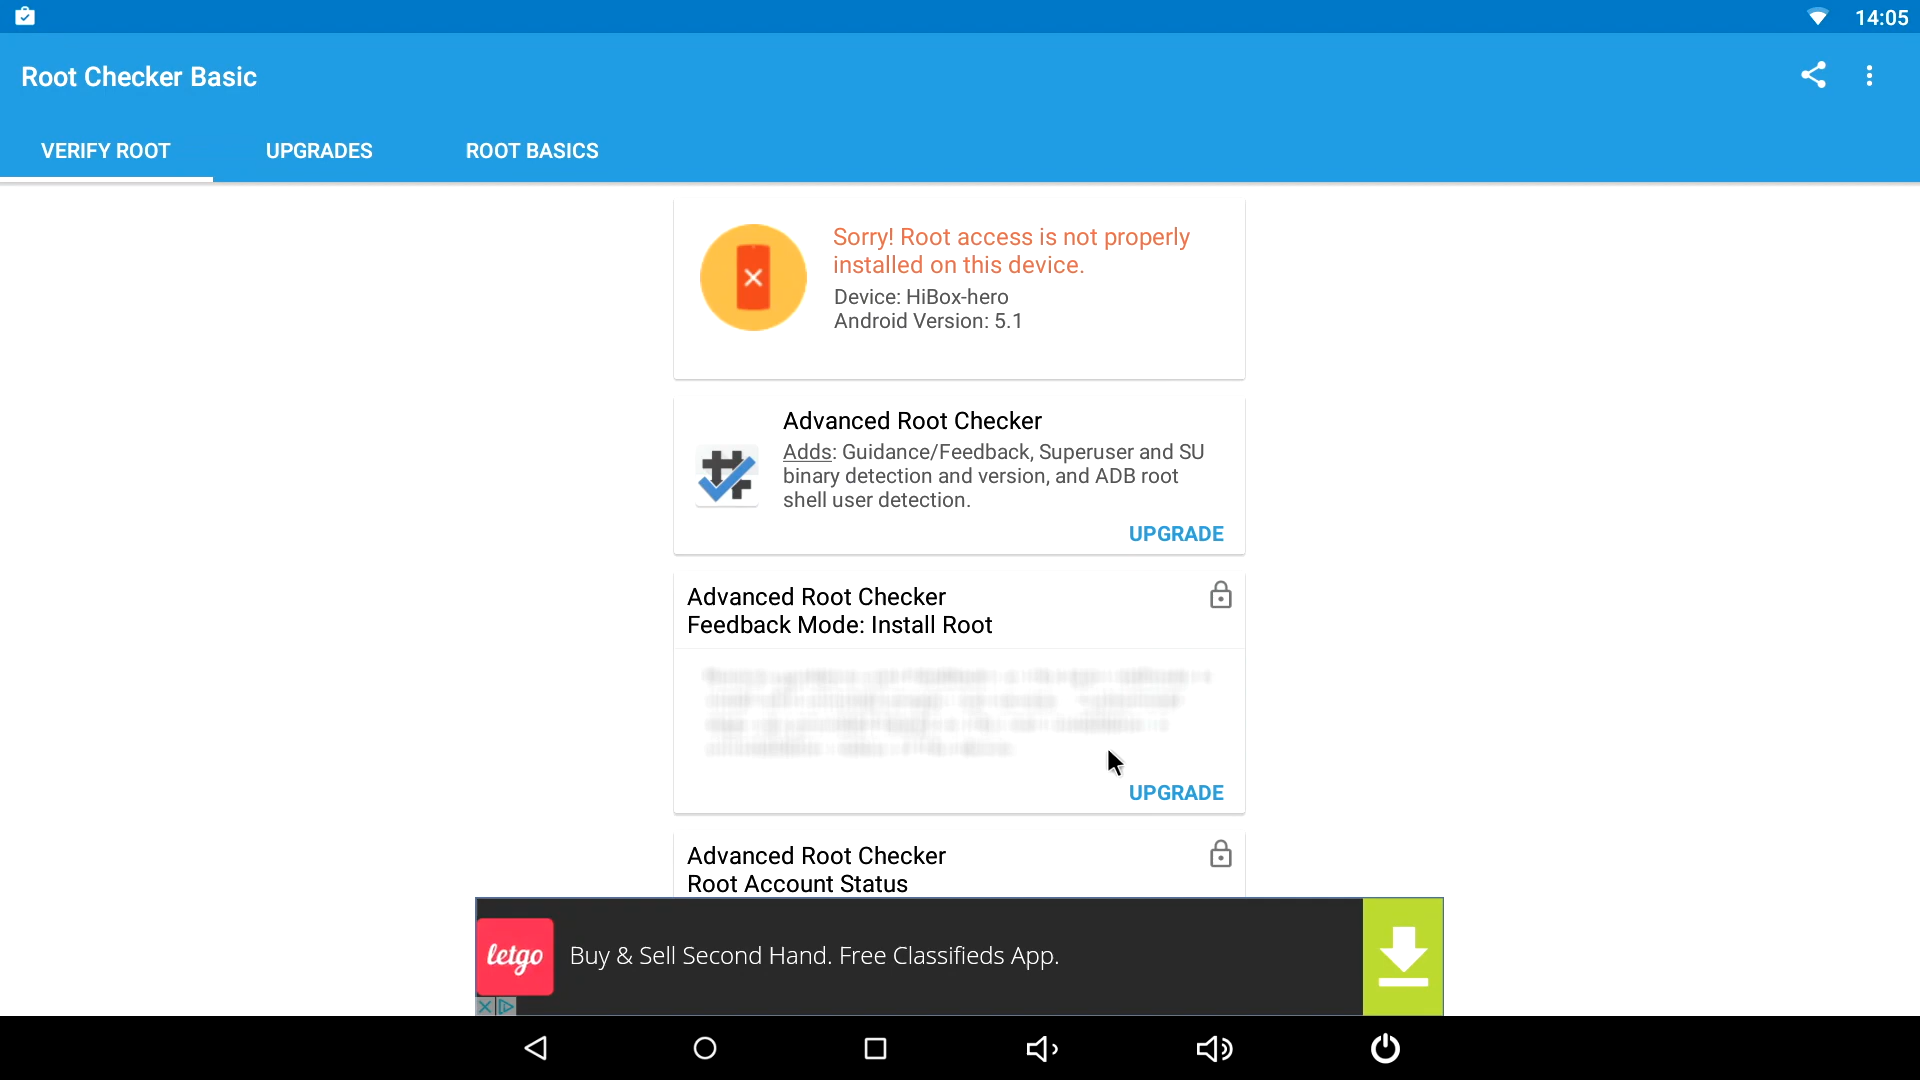 14:05
Root Checker Basic
VERIFY ROOT
UPGRADES
ROOT BASICS
Sorry! Root access is not properly
installed on this device.
Device: HiBox-hero
Android Version: 5.1
Advanced Root Checker
Adds: Guidance/Feedback, Superuser and SU
binary detection and version, and ADB root
shell user detection.
UPGRADE
Advanced Root Checker
Feedback Mode: Install Root
UPGRADE
Advanced Root Checker
Root Account Status
letgo
Buy & Sell Second Hand. Free Classifieds App.